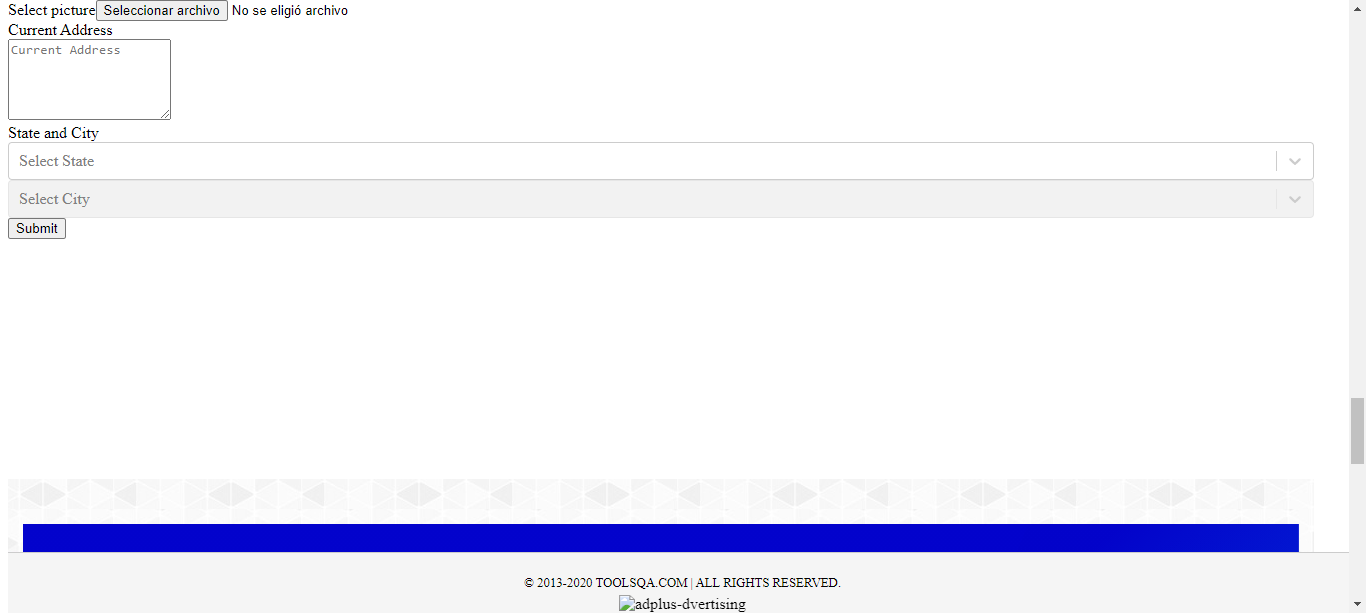 Select picture Seleccionar archivo No se eligió archivo
Current Address
Current Address
State and City
Select State
Select City
Submit
© 2013-2020 TOOLSQA.COM | ALL RIGHTS RESERVED.
adplus-dvertising